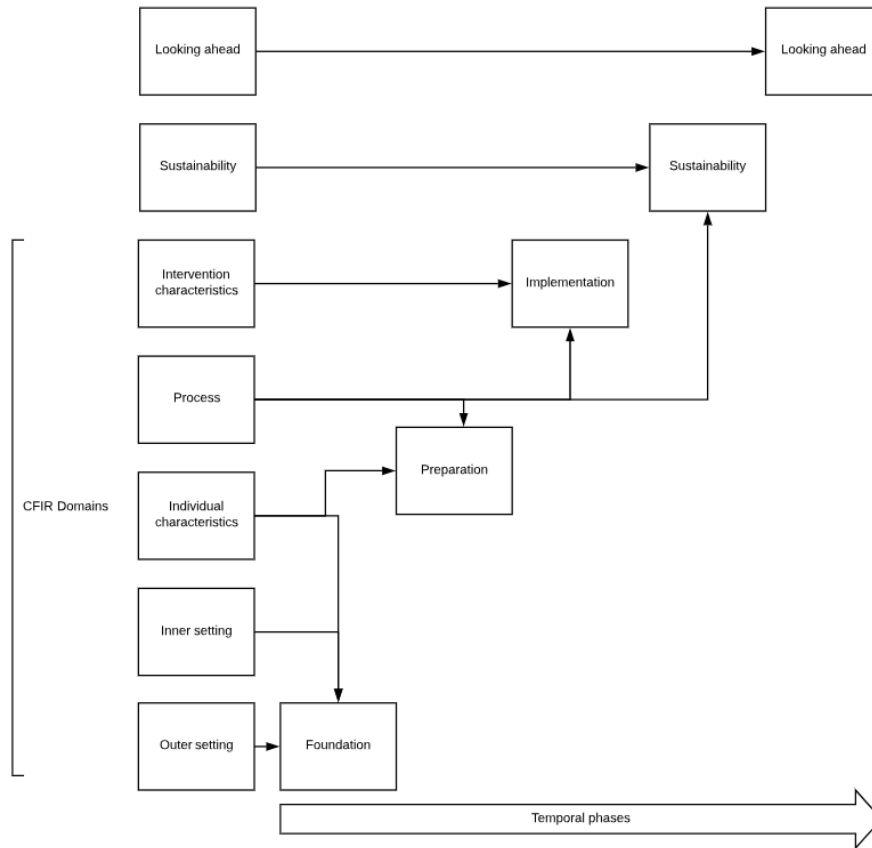 Looking ahead
Looking ahead
Sustainability
Sustainability
Intervention
characteristics
Implementation
Process
Preparation
CFIR Domains
Individual
characteristics
Inner setting
Outer setting
Foundation
Temporal phases